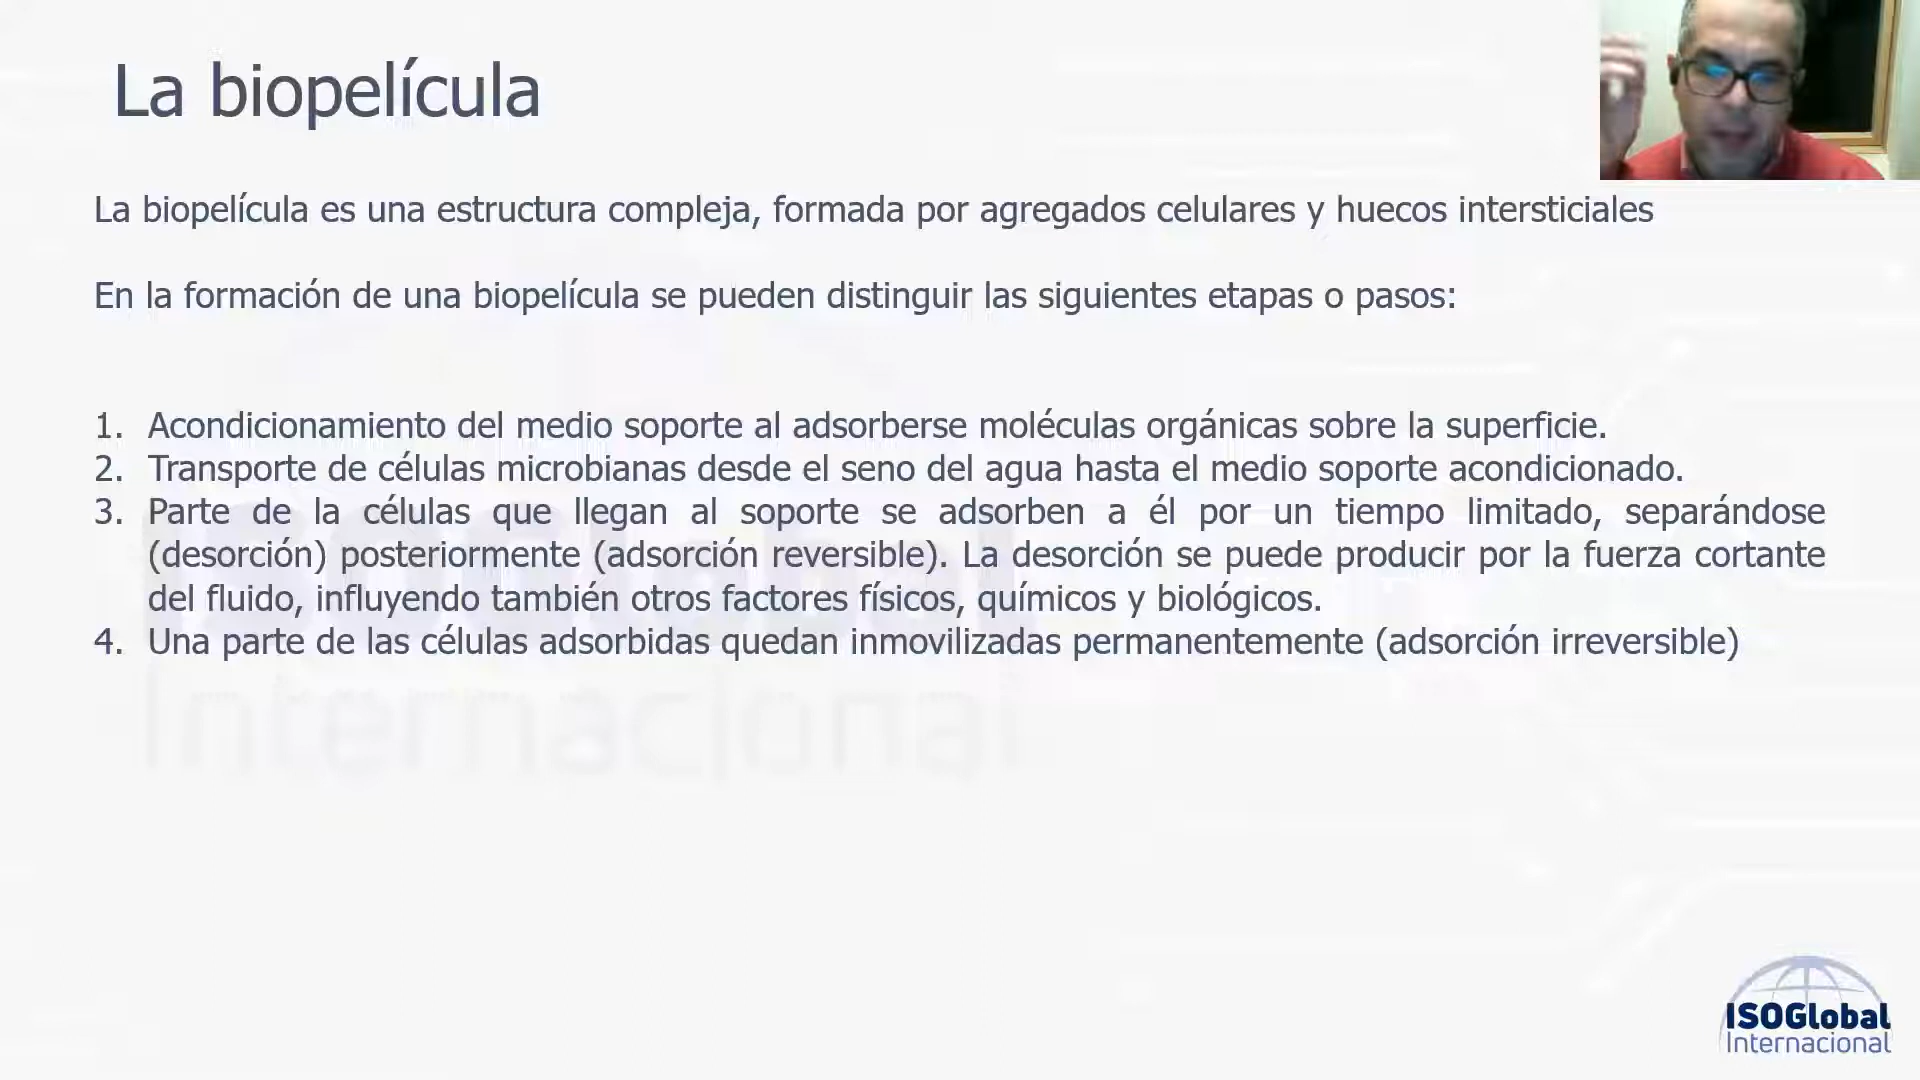 La biopelícula
La biopelícula es una estructura compleja, formada por agregados celulares y huecos intersticiales
En la formación de una biopelícula se pueden distinguir las siguientes etapas o pasos:
1. Acondicionamiento del medio soporte al adsorberse moléculas orgánicas sobre la superficie.
2. Transporte de células microbianas desde el seno del agua hasta el medio soporte acondicionado.
3. Parte de la células que llegan al soporte se adsorben a él por un tiempo limitado, separándose
(desorción) posteriormente (adsorción reversible). La desorción se puede producir por la fuerza cortante
del fluido, influyendo también otros factores físicos, químicos y biológicos.
4. Una parte de las células adsorbidas quedan inmovilizadas permanentemente (adsorción irreversible)
ISOGlobal
Internacional
ISOGlobal
Internacional